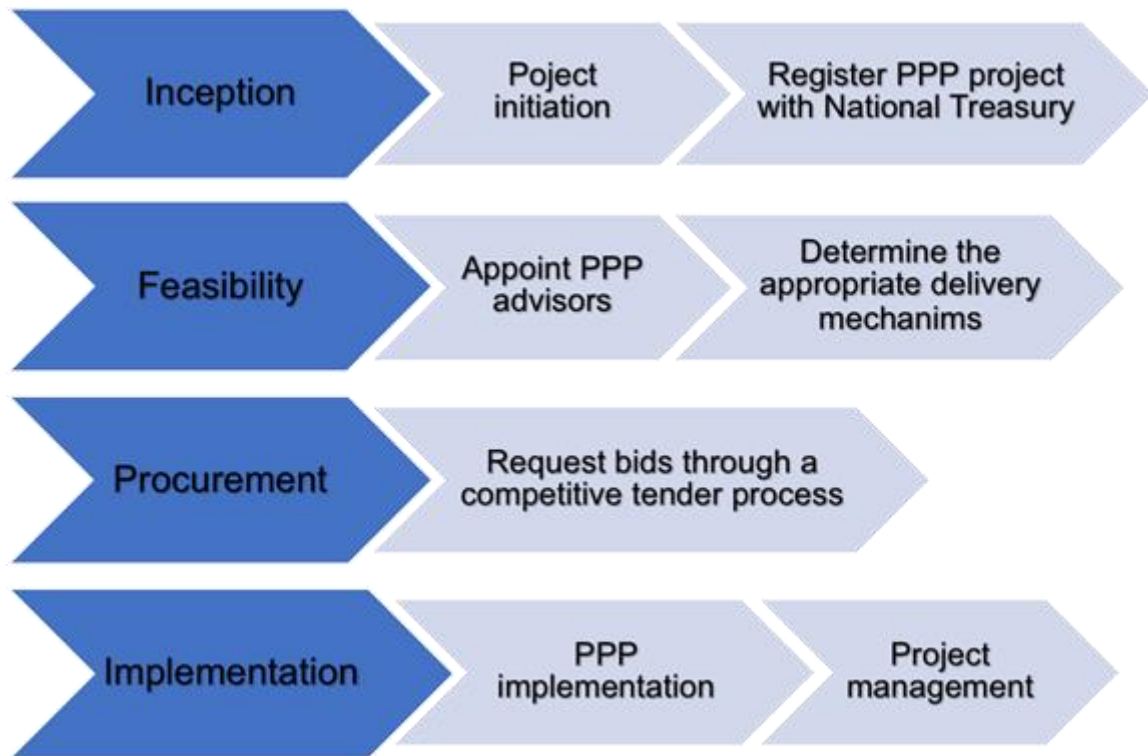 Inception
Poject
initiation
Register PPP project
with National Treasury
Feasibility
Appoint PPP
advisors
Determine the
appropriate delivery
mechanims
Procurement
Request bids through a
competitive tender process
Implementation
PPP
implementation
Project
management